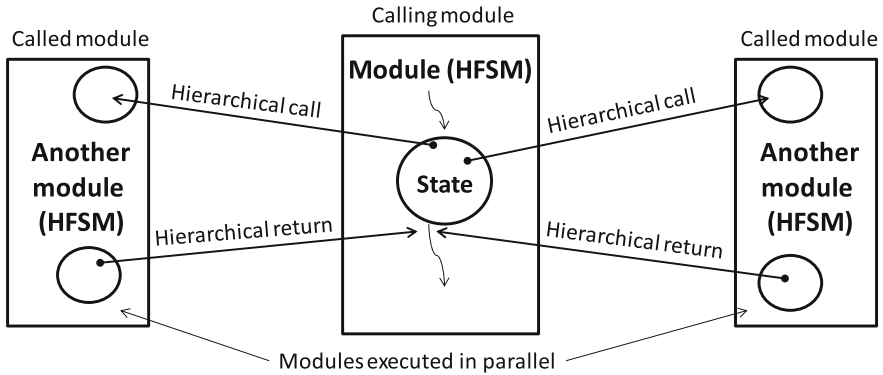 Calling module
Called module
Called module
Module (HFSM)
Hierarchical call
Hierarchical call
Another
module
(HFSM)
State
Another
module
(HFSM)
Hierarchical return
Hierarchical return
Modules executed in parallel